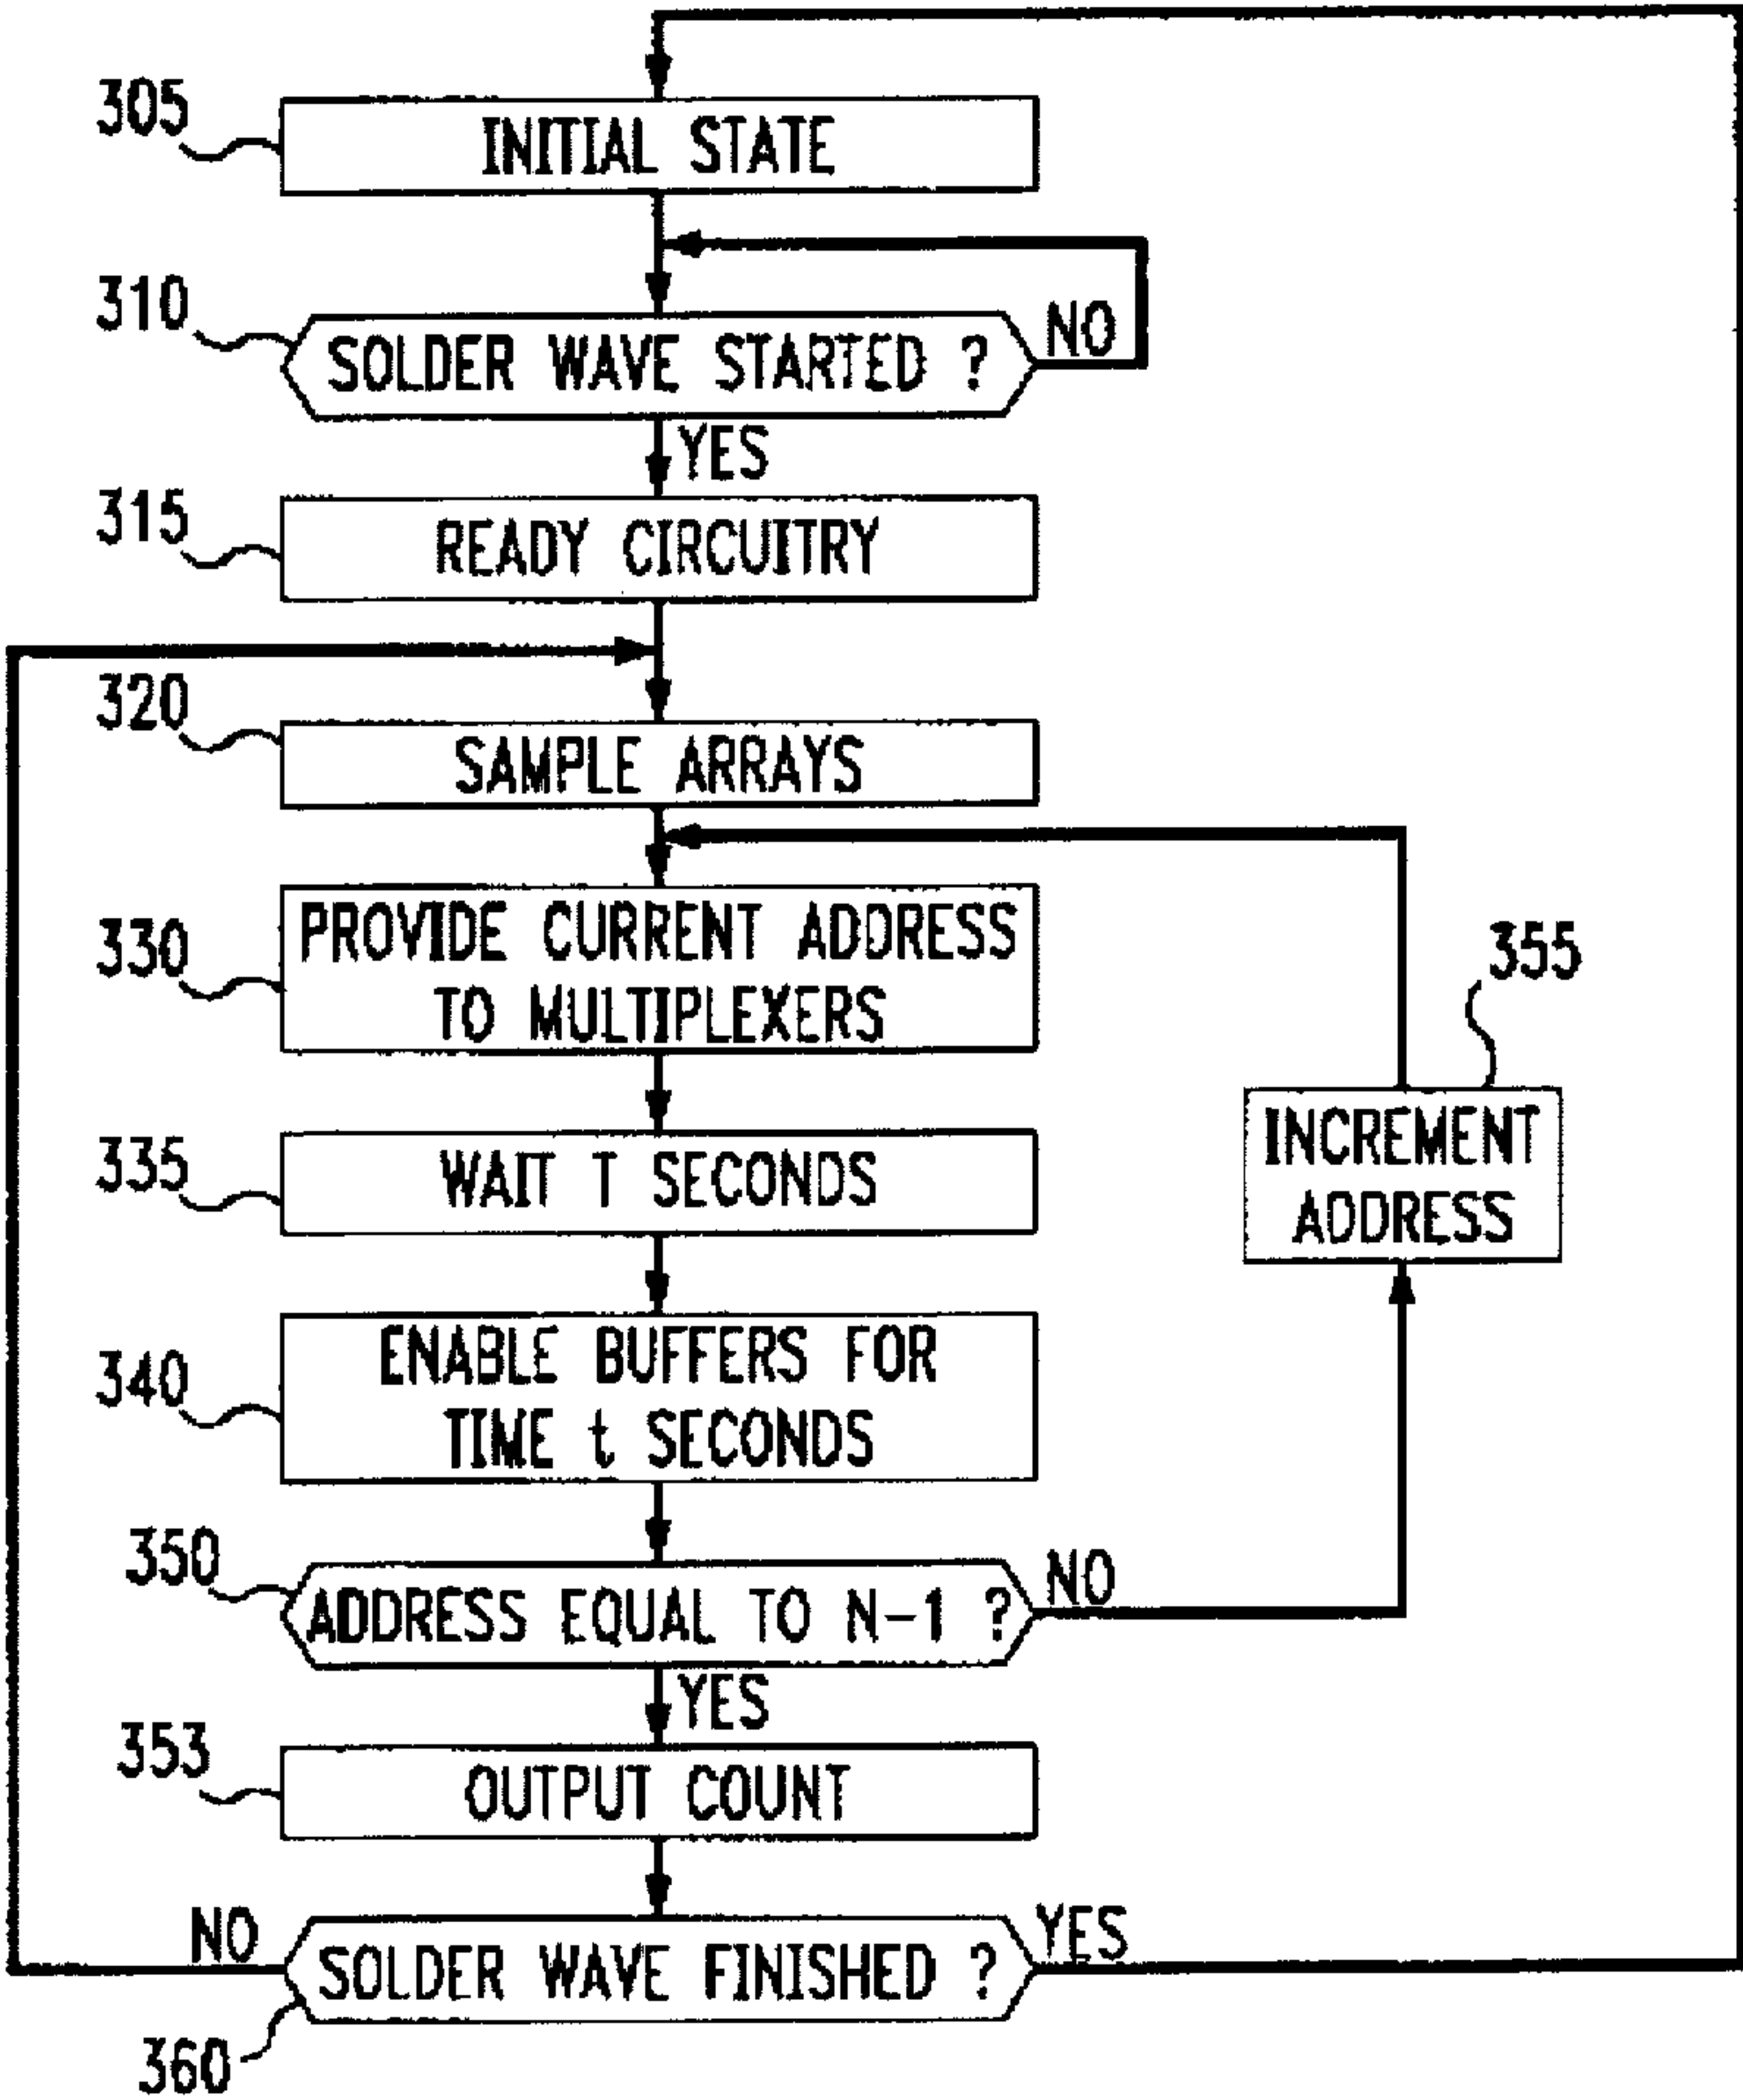 305
INITIAL STATE
310
SOLDER WAVE STARTED ?
NO
YES
315
READY CIRCUITRY
320
SAMPLE ARRAYS
330
PROVIDE CURRENT ADDRESS
TO MULTIPLEXERS
355
INCREMENT
ADDRESS
335
WAIT T SECONDS
340
ENABLE BUFFERS FOR
TIME t SECONDS
350
ADDRESS EQUAL TO N-1 ?
NO
YES
353
OUTPUT COUNT
NO
SOLDER WAVE FINISHED ?
YES
360